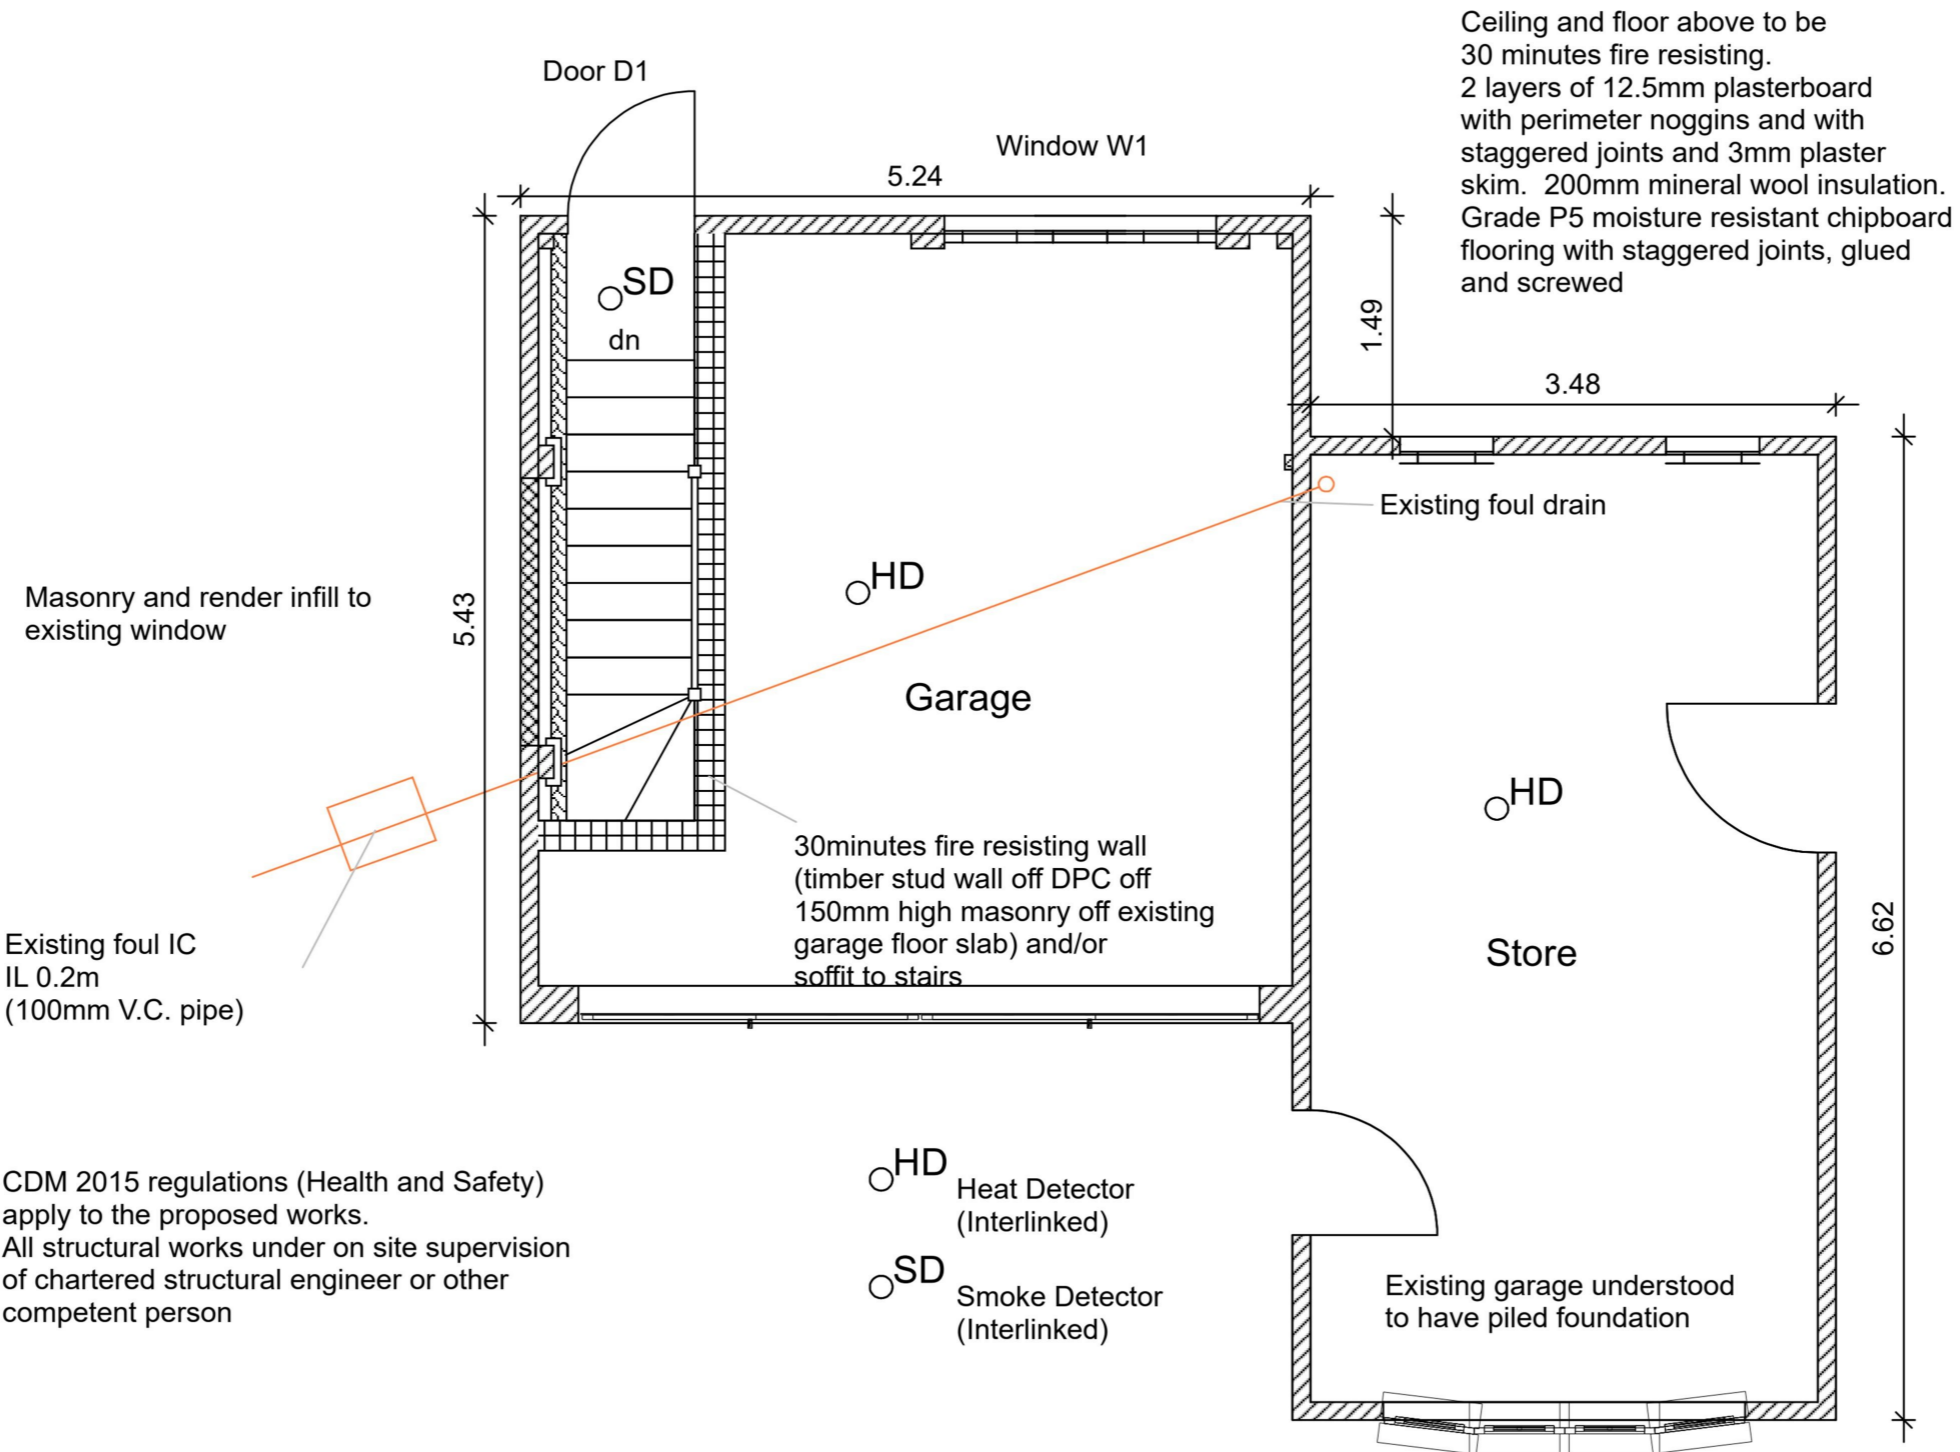 Ceiling and floor above to be
30 minutes fire resisting.
2 layers of 12.5mm plasterboard
with perimeter noggins and with
staggered joints and 3mm plaster
skim.  200mm mineral wool insulation.
Grade P5 moisture resistant chipboard
flooring with staggered joints, glued
and screwed
Door D1
Window W1
5.24
SD
dn
1.49
3.48
Existing foul drain
HD
Masonry and render infill to
existing window
5.43
Garage
HD
30minutes fire resisting wall
(timber stud wall off DPC off
150mm high masonry off existing
garage floor slab) and/or
soffit to stairs
Store
6.62
Existing foul IC
IL 0.2m
(100mm V.C. pipe)
CDM 2015 regulations (Health and Safety)
apply to the proposed works.
All structural works under on site supervision
of chartered structural engineer or other
competent person
HD
Heat Detector
(Interlinked)
SD
Smoke Detector
(Interlinked)
Existing garage understood
to have piled foundation